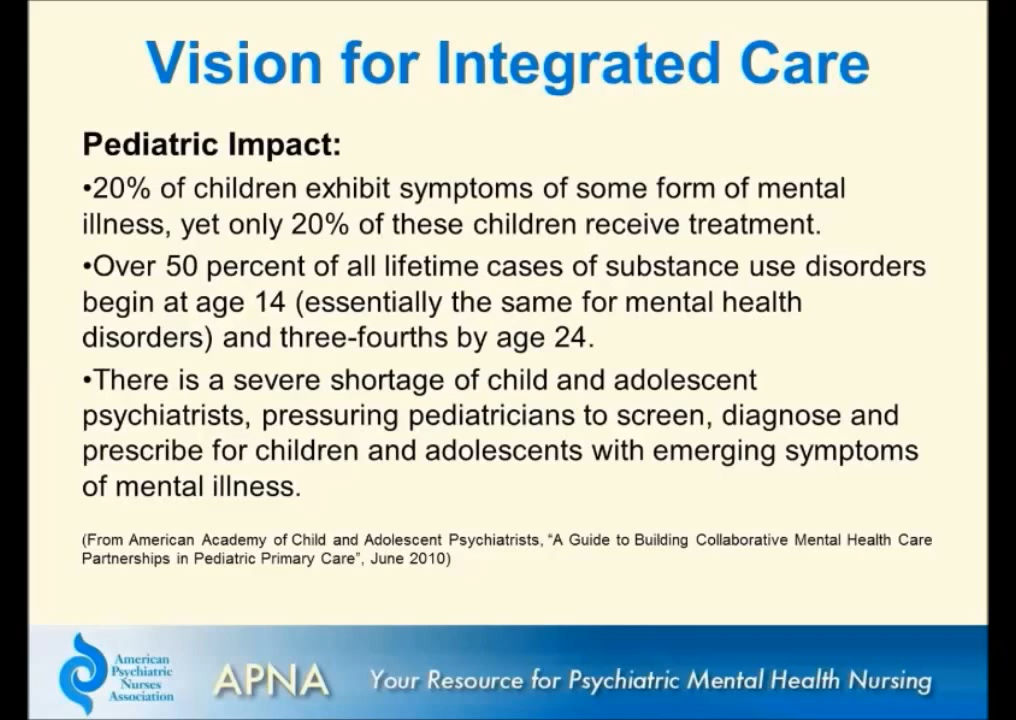 Vision for Integrated Care
Pediatric Impact:
•20% of children exhibit symptoms of some form of mental
illness, yet only 20% of these children receive treatment.
•Over 50 percent of all lifetime cases of substance use disorders
begin at age 14 (essentially the same for mental health
disorders) and three-fourths by age 24.
•There is a severe shortage of child and adolescent
psychiatrists, pressuring pediatricians to screen, diagnose and
prescribe for children and adolescents with emerging symptoms
of mental illness.
(From American Academy of Child and Adolescent Psychiatrists, “A Guide to Building Collaborative Mental Health Care
Partnerships in Pediatric Primary Care”, June 2010)
American
Psychiatric
Nurses
Association
APNA
Your Resource for Psychiatric Mental Health Nursing